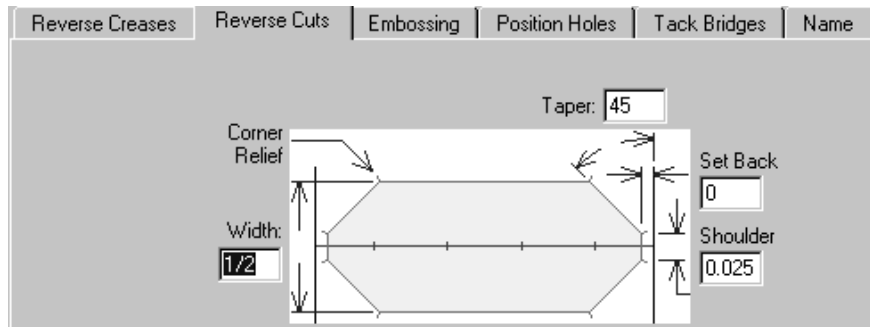 Reverse Creases Reverse Cuts Embossing Position Holes Tack Bridges Name
Taper: 45
Corner
Relief
Set Back
0
Width:
1/2
Shoulder
0.025